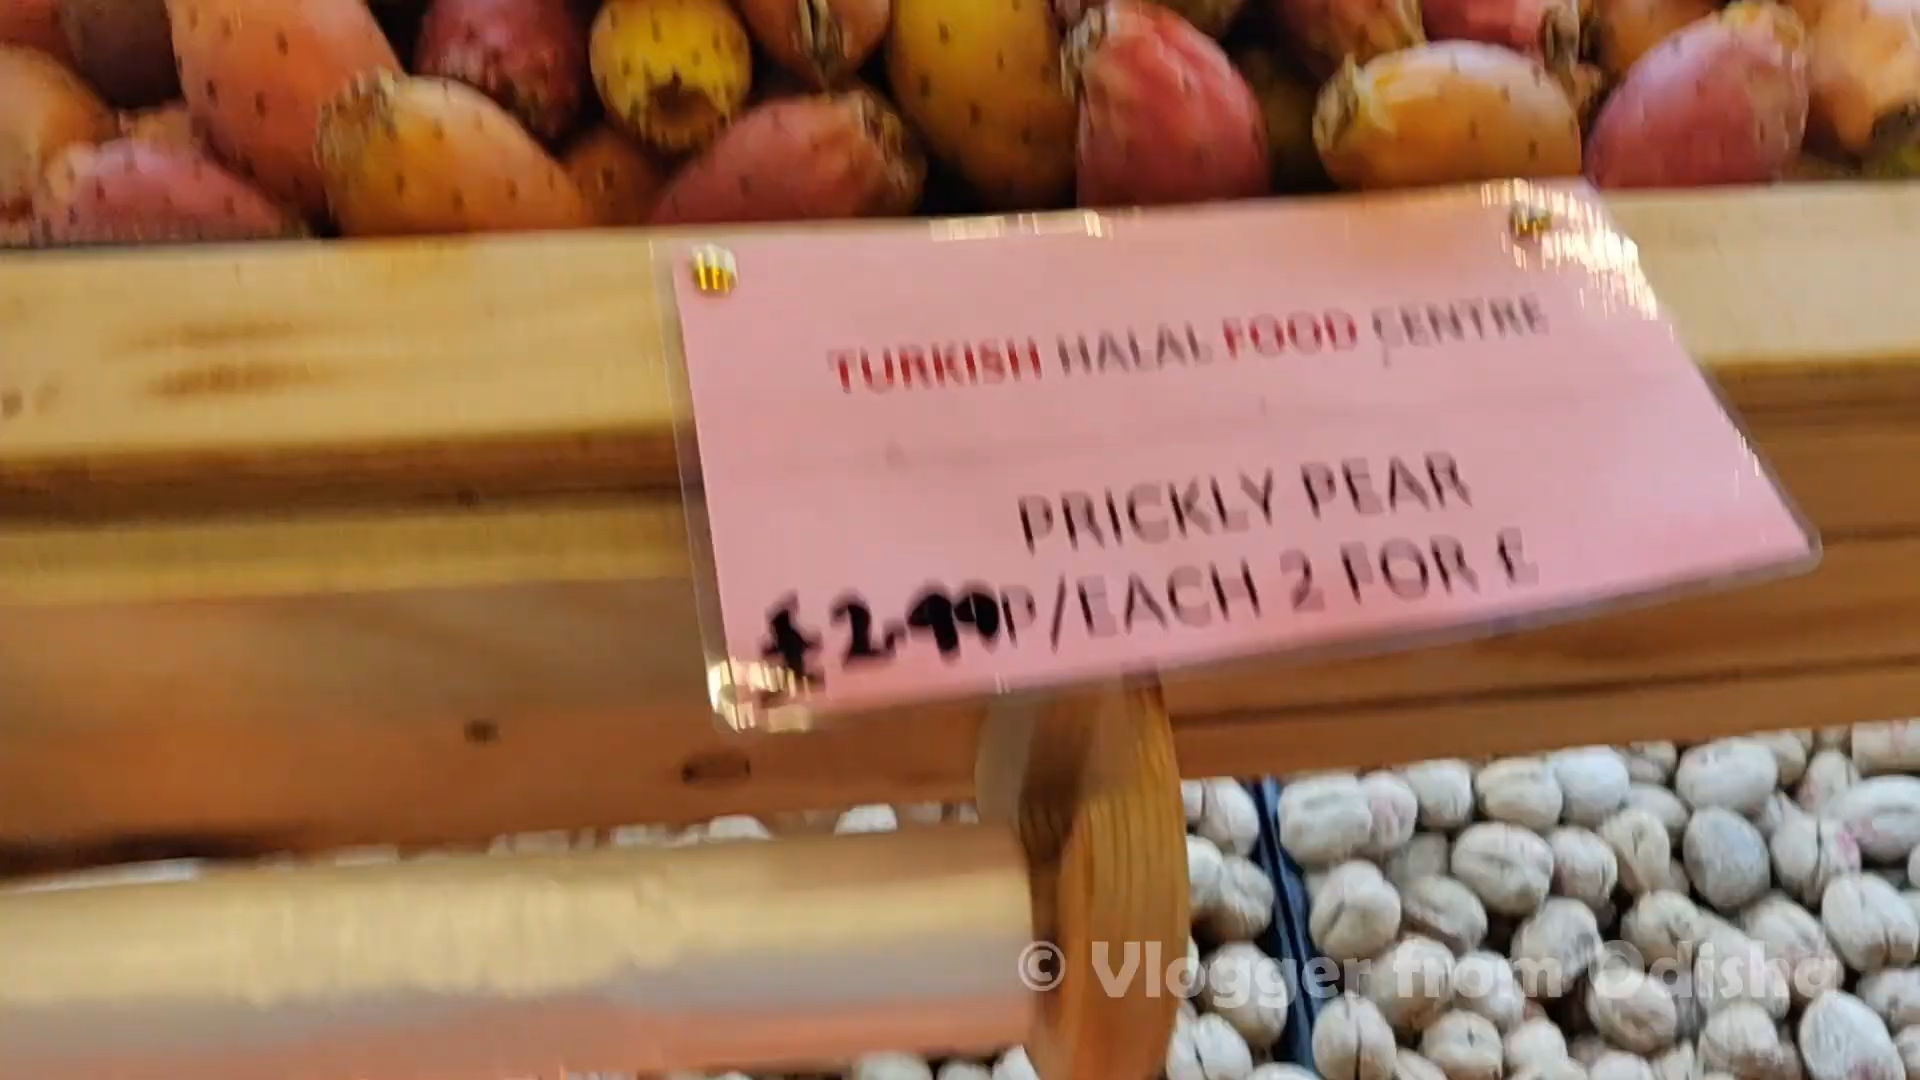 TURKISH HALAL FOOD CENTRE
PRICKLY PEAR
£2.99P/EACH 2 FOR £
© Vlogger from Odisha